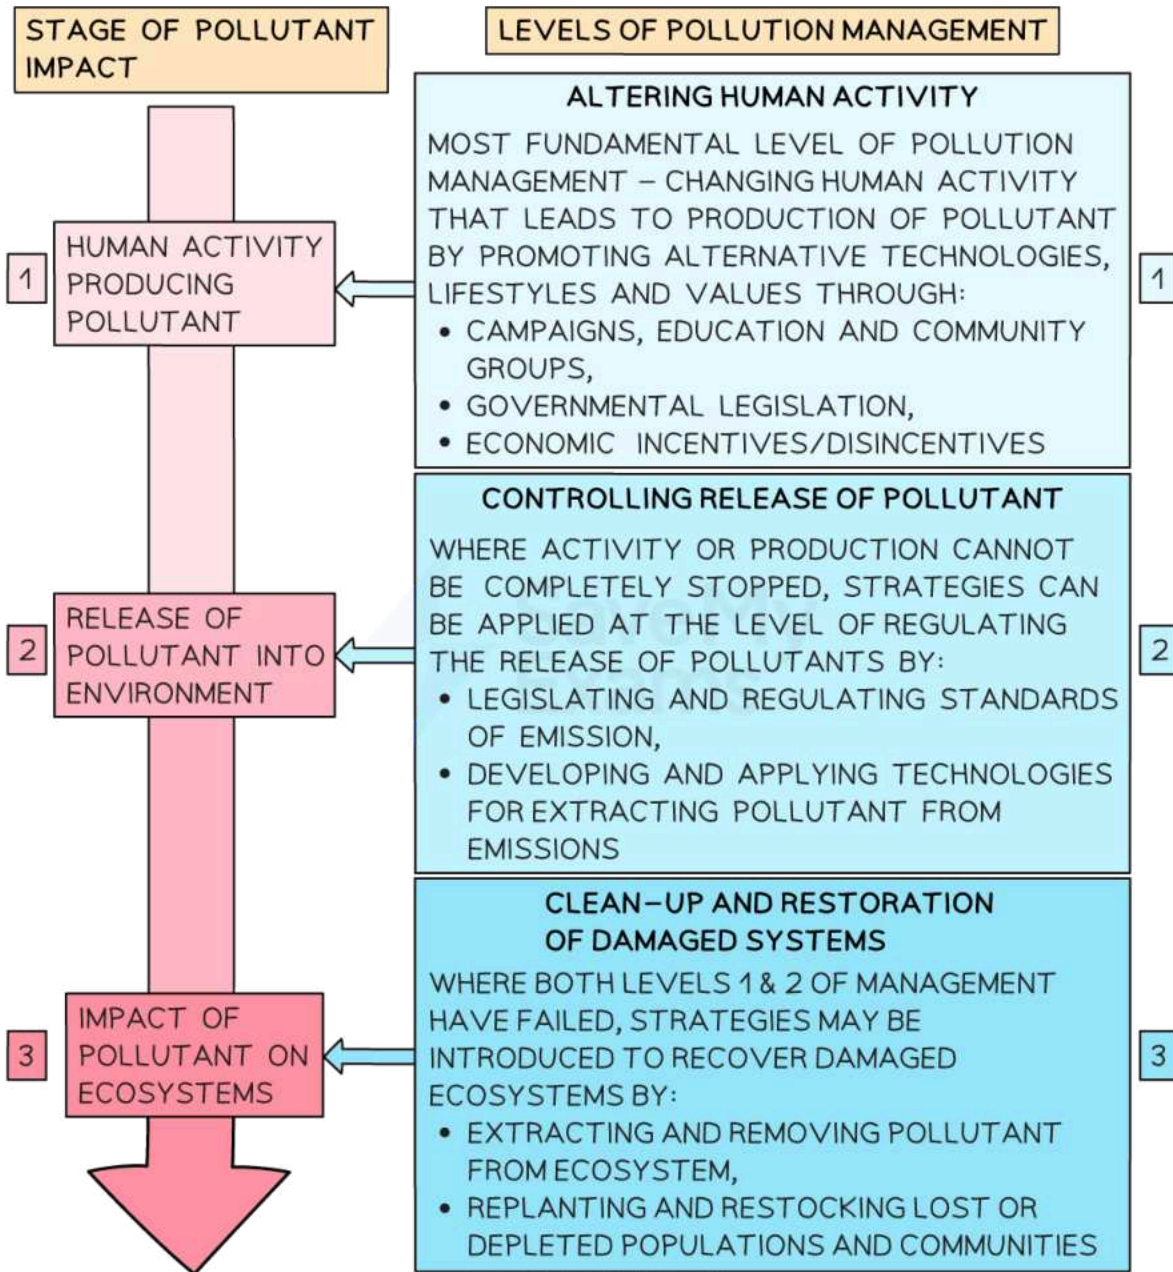 STAGE OF POLLUTANT
IMPACT
LEVELS OF POLLUTION MANAGEMENT
1
HUMAN ACTIVITY
PRODUCING
POLLUTANT
ALTERING HUMAN ACTIVITY
MOST FUNDAMENTAL LEVEL OF POLLUTION
MANAGEMENT – CHANGING HUMAN ACTIVITY
THAT LEADS TO PRODUCTION OF POLLUTANT
BY PROMOTING ALTERNATIVE TECHNOLOGIES,
LIFESTYLES AND VALUES THROUGH:
• CAMPAIGNS, EDUCATION AND COMMUNITY
GROUPS,
• GOVERNMENTAL LEGISLATION,
• ECONOMIC INCENTIVES/DISINCENTIVES
1
2
RELEASE OF
POLLUTANT INTO
ENVIRONMENT
CONTROLLING RELEASE OF POLLUTANT
WHERE ACTIVITY OR PRODUCTION CANNOT
BE COMPLETELY STOPPED, STRATEGIES CAN
BE APPLIED AT THE LEVEL OF REGULATING
THE RELEASE OF POLLUTANTS BY:
• LEGISLATING AND REGULATING STANDARDS
OF EMISSION,
• DEVELOPING AND APPLYING TECHNOLOGIES
FOR EXTRACTING POLLUTANT FROM
EMISSIONS
2
Save My
Exams
3
IMPACT OF
POLLUTANT ON
ECOSYSTEMS
CLEAN-UP AND RESTORATION
OF DAMAGED SYSTEMS
WHERE BOTH LEVELS 1 & 2 OF MANAGEMENT
HAVE FAILED, STRATEGIES MAY BE
INTRODUCED TO RECOVER DAMAGED
ECOSYSTEMS BY:
• EXTRACTING AND REMOVING POLLUTANT
FROM ECOSYSTEM,
• REPLANTING AND RESTOCKING LOST OR
DEPLETED POPULATIONS AND COMMUNITIES
3